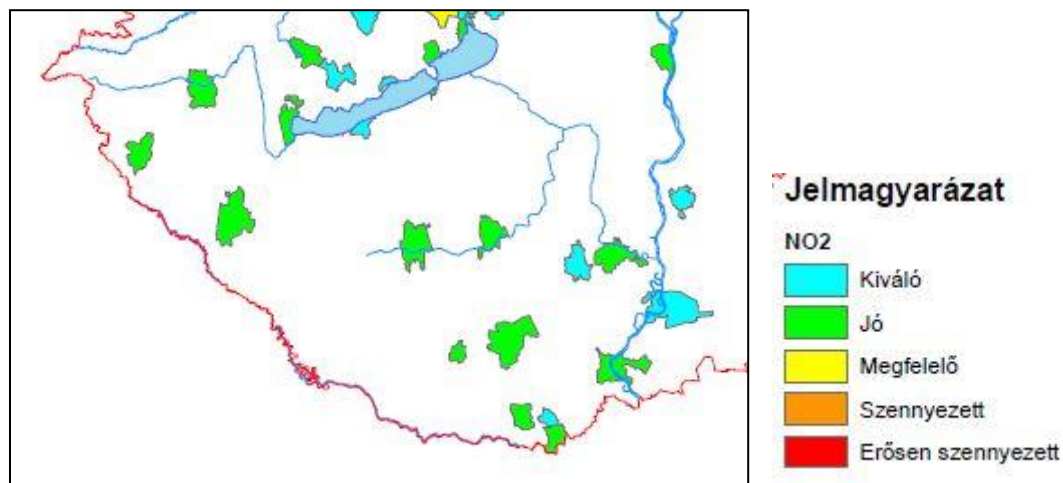 Jelmagyarázat
NO2
Kiváló
Jó
Megfelelő
Szennyezett
Erősen szennyezett